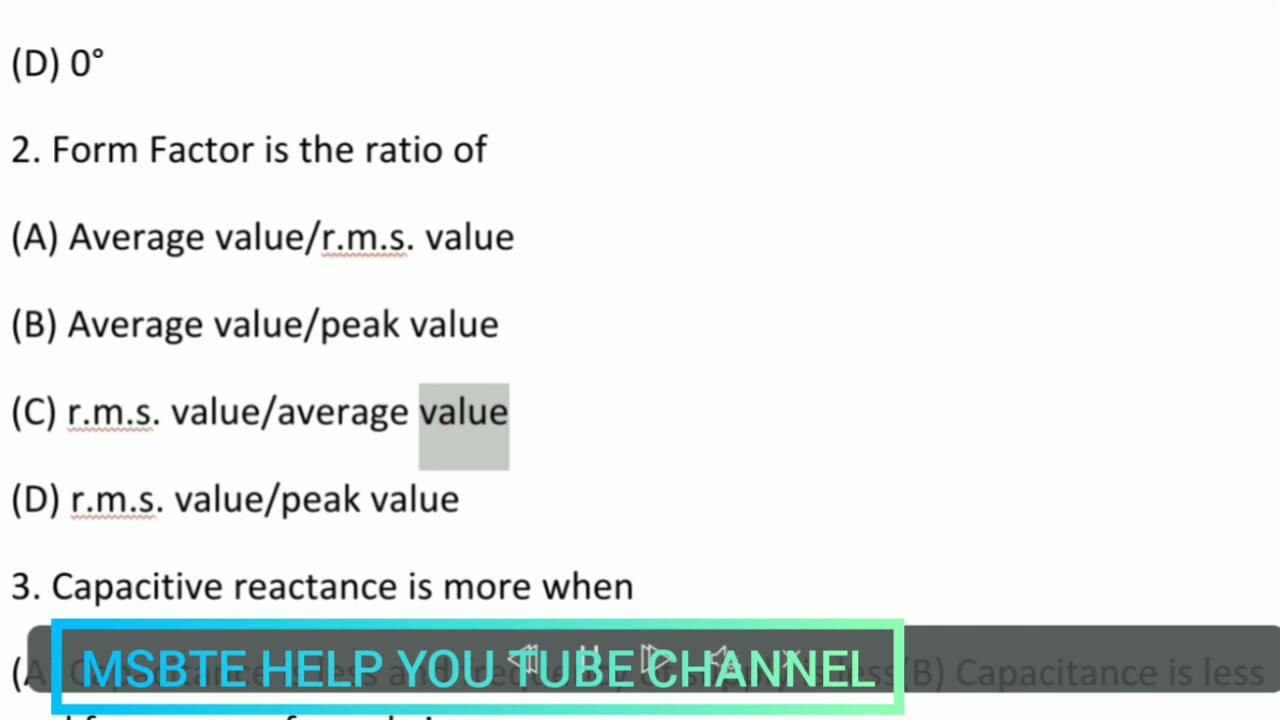 (D) 0°
2. Form Factor is the ratio of
(A) Average value/r.m.s. value
(B) Average value/peak value
(C) r.m.s. value/average value
(D) r.m.s. value/peak value
3. Capacitive reactance is more when
MSBTE HELP YOU TUBE CHANNEL
(B) Capacitance is less